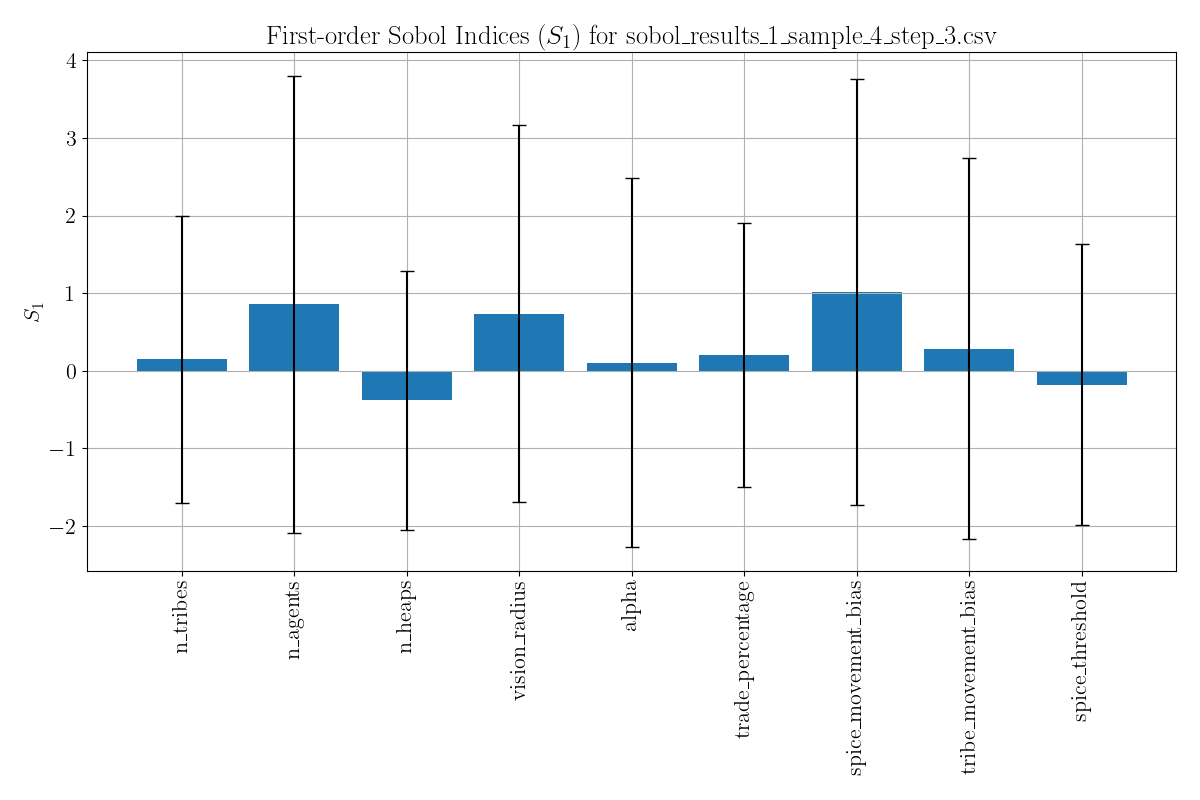 First-order Sobol Indices (S₁) for sobol_results_1_sample_4_step_3.csv
4
3
2
1
0
−1
−2
S₁
n_tribes
n_agents
n_heaps
vision_radius
alpha
trade_percentage
spice_movement_bias
tribe_movement_bias
spice_threshold